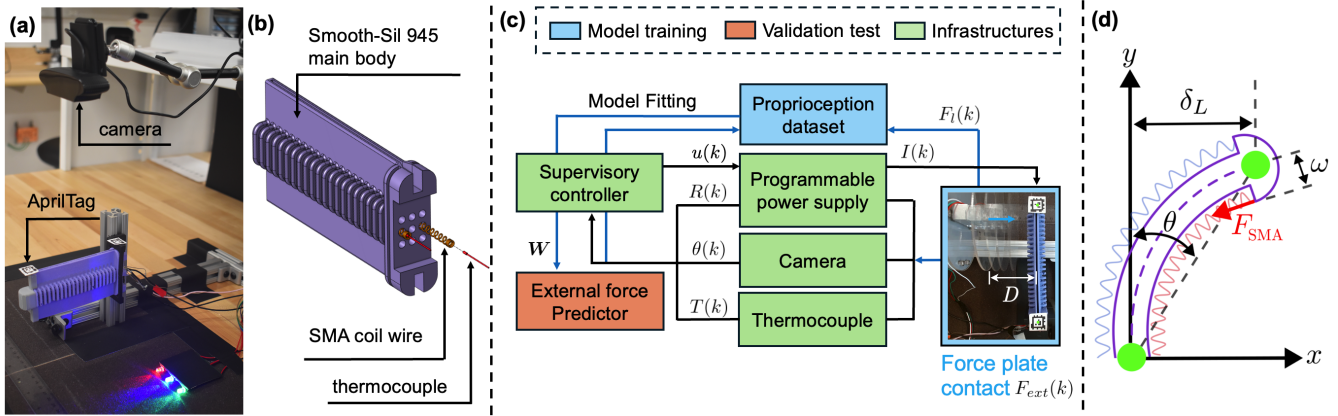 (a)
camera
AprilTag
(b)
Smooth-Sil 945
main body
SMA coil wire
thermocouple
(c)
Model training
Validation test
Infrastructures
Model Fitting
Proprioception
dataset
F_l(k)
Supervisory
controller
u(k)
R(k)
Programmable
power supply
I(k)
W
θ(k)
Camera
D
External force
Predictor
T(k)
Thermocouple
Force plate
contact F_ext(k)
(d)
y
δ_L
ω
θ
F_SMA
x